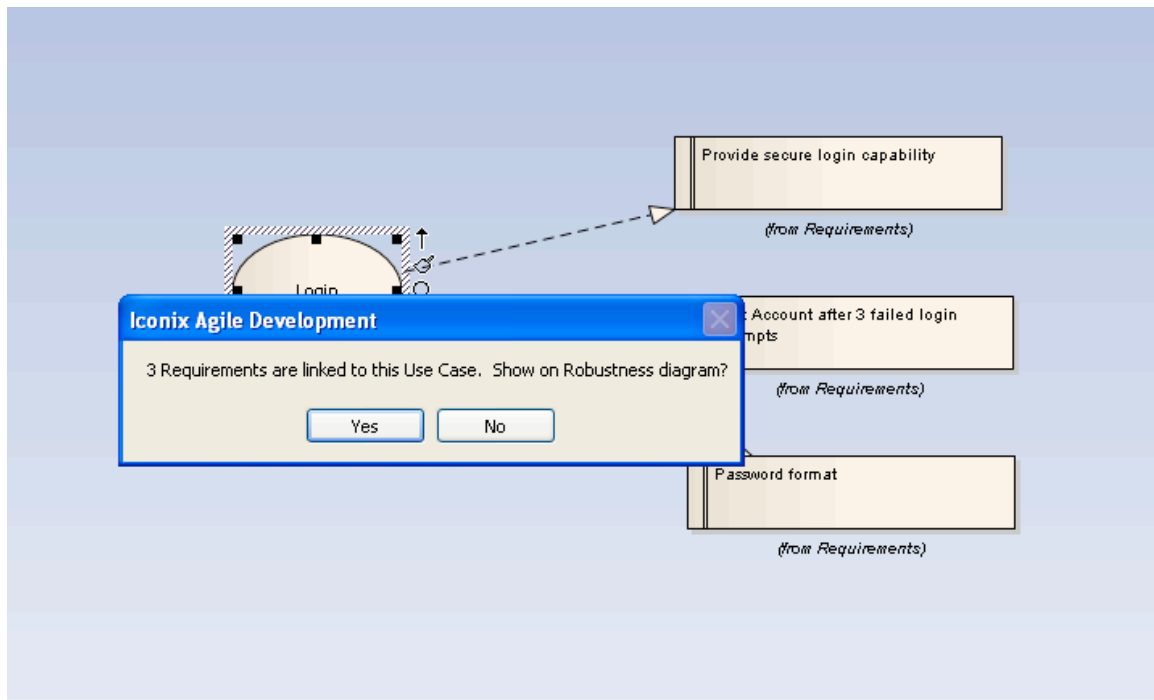 Provide secure login capability
(from Requirements)
Login
Iconix Agile Development
3 Requirements are linked to this Use Case. Show on Robustness diagram?
Yes
No
Account after 3 failed login
(from Requirements)
Password format
(from Requirements)